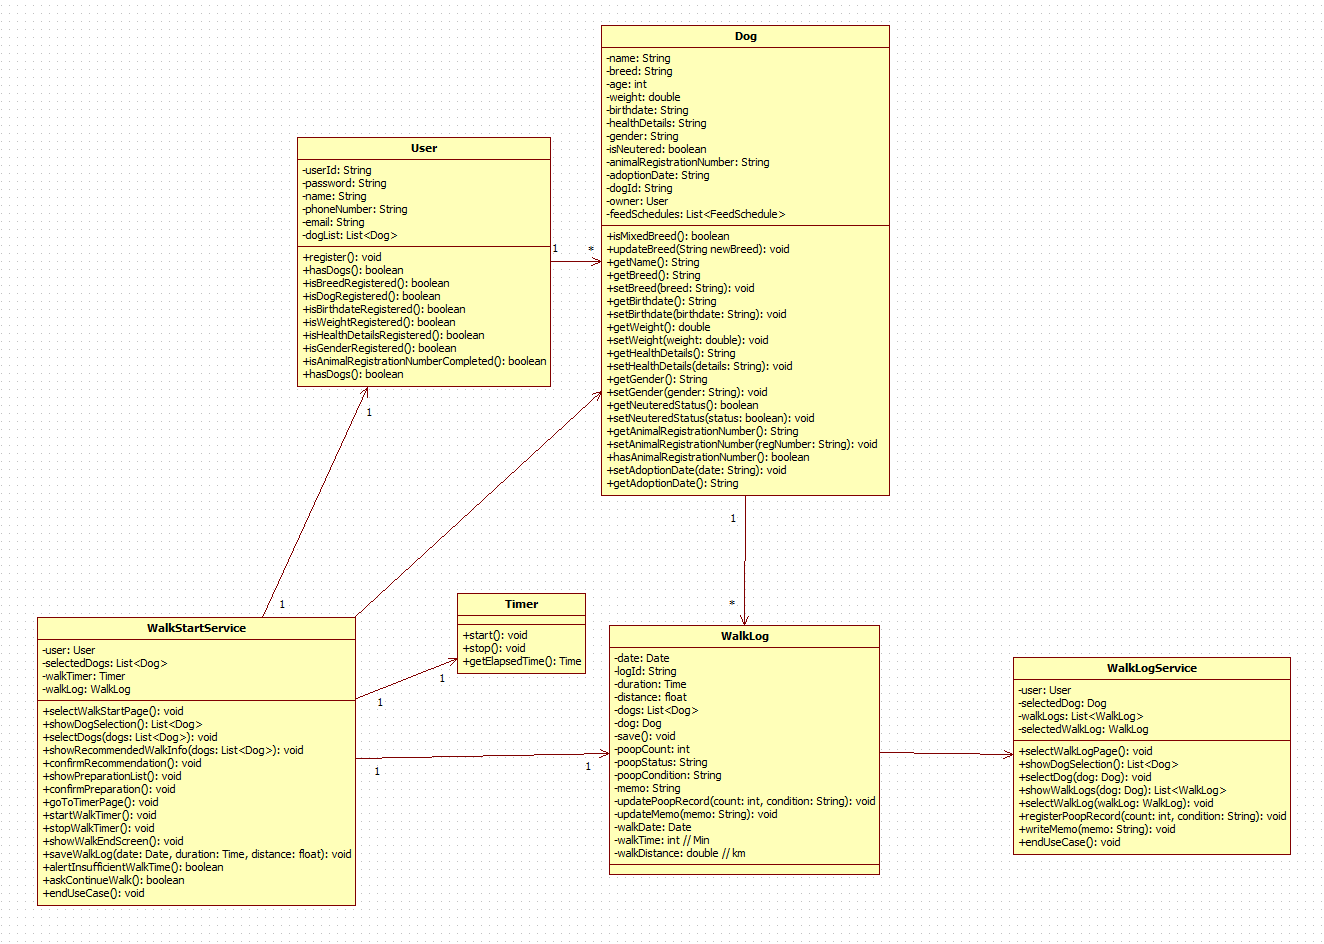 Dog
-name: String
-breed: String
-age: int
-weight: double
-birthdate: String
-healthDetails: String
-gender: String
-isNeutered: boolean
-animalRegistrationNumber: String
-adoptionDate: String
-dogId: String
-owner: User
-feedSchedules: List<FeedSchedule>
+isMixedBreed(): boolean
+updateBreed(String newBreed): void
+getName(): String
+getBreed(): String
+setBreed(breed: String): void
+getBirthdate(): String
+setBirthdate(birthdate: String): void
+getWeight(): double
+setWeight(weight: double): void
+getHealthDetails(): String
+setHealthDetails(details: String): void
+getGender(): String
+setGender(gender: String): void
+getNeuteredStatus(): boolean
+setNeuteredStatus(status: boolean): void
+getAnimalRegistrationNumber(): String
+setAnimalRegistrationNumber(regNumber: String): void
+hasAnimalRegistrationNumber(): boolean
+setAdoptionDate(date: String): void
+getAdoptionDate(): String
User
-userId: String
-password: String
-name: String
-phoneNumber: String
-email: String
-dogList: List<Dog>
+register(): void
+hasDogs(): boolean
+isBreedRegistered(): boolean
+isDogRegistered(): boolean
+isBirthdateRegistered(): boolean
+isWeightRegistered(): boolean
+isHealthDetailsRegistered(): boolean
+isGenderRegistered(): boolean
+isAnimalRegistrationNumberCompleted(): boolean
+hasDogs(): boolean
1
*
1
1
1
*
WalkStartService
-user: User
-selectedDogs: List<Dog>
-walkTimer: Timer
-walkLog: WalkLog
+selectWalkStartPage(): void
+showDogSelection(): List<Dog>
+selectDogs(dogs: List<Dog>): void
+showRecommendedWalkInfo(dogs: List<Dog>): void
+confirmRecommendation(): void
+showPreparationList(): void
+confirmPreparation(): void
+goToTimerPage(): void
+startWalkTimer(): void
+stopWalkTimer(): void
+showWalkEndScreen(): void
+saveWalkLog(date: Date, duration: Time, distance: float): void
+alertInsufficientWalkTime(): boolean
+askContinueWalk(): boolean
+endUseCase(): void
Timer
+start(): void
+stop(): void
+getElapsedTime(): Time
1
1
1
1
WalkLog
-date: Date
-logId: String
-duration: Time
-distance: float
-dogs: List<Dog>
-dog: Dog
-save(): void
-poopCount: int
-poopStatus: String
-poopCondition: String
-memo: String
-updatePoopRecord(count: int, condition: String): void
-updateMemo(memo: String): void
-walkDate: Date
-walkTime: int // Min
-walkDistance: double // km
WalkLogService
-user: User
-selectedDog: Dog
-walkLogs: List<WalkLog>
-selectedWalkLog: WalkLog
+selectWalkLogPage(): void
+showDogSelection(): List<Dog>
+selectDog(dog: Dog): void
+showWalkLogs(dog: Dog): List<WalkLog>
+selectWalkLog(walkLog: WalkLog): void
+registerPoopRecord(count: int, condition: String): void
+writeMemo(memo: String): void
+endUseCase(): void